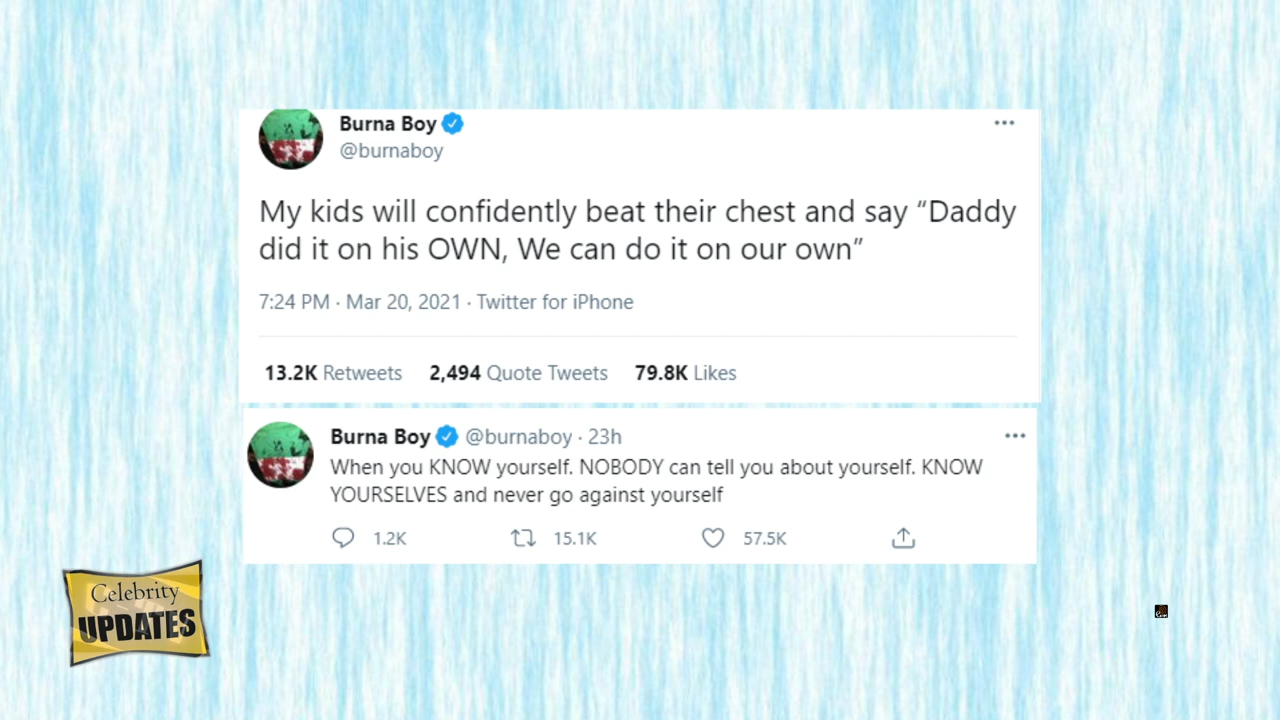 Burna Boy
@burnaboy
My kids will confidently beat their chest and say “Daddy
did it on his OWN, We can do it on our own”
7:24 PM · Mar 20, 2021 · Twitter for iPhone
13.2K Retweets 2,494 Quote Tweets 79.8K Likes
Burna Boy @burnaboy · 23h
When you KNOW yourself. NOBODY can tell you about yourself. KNOW
YOURSELVES and never go against yourself
1.2K 15.1K 57.5K
Celebrity
UPDATES